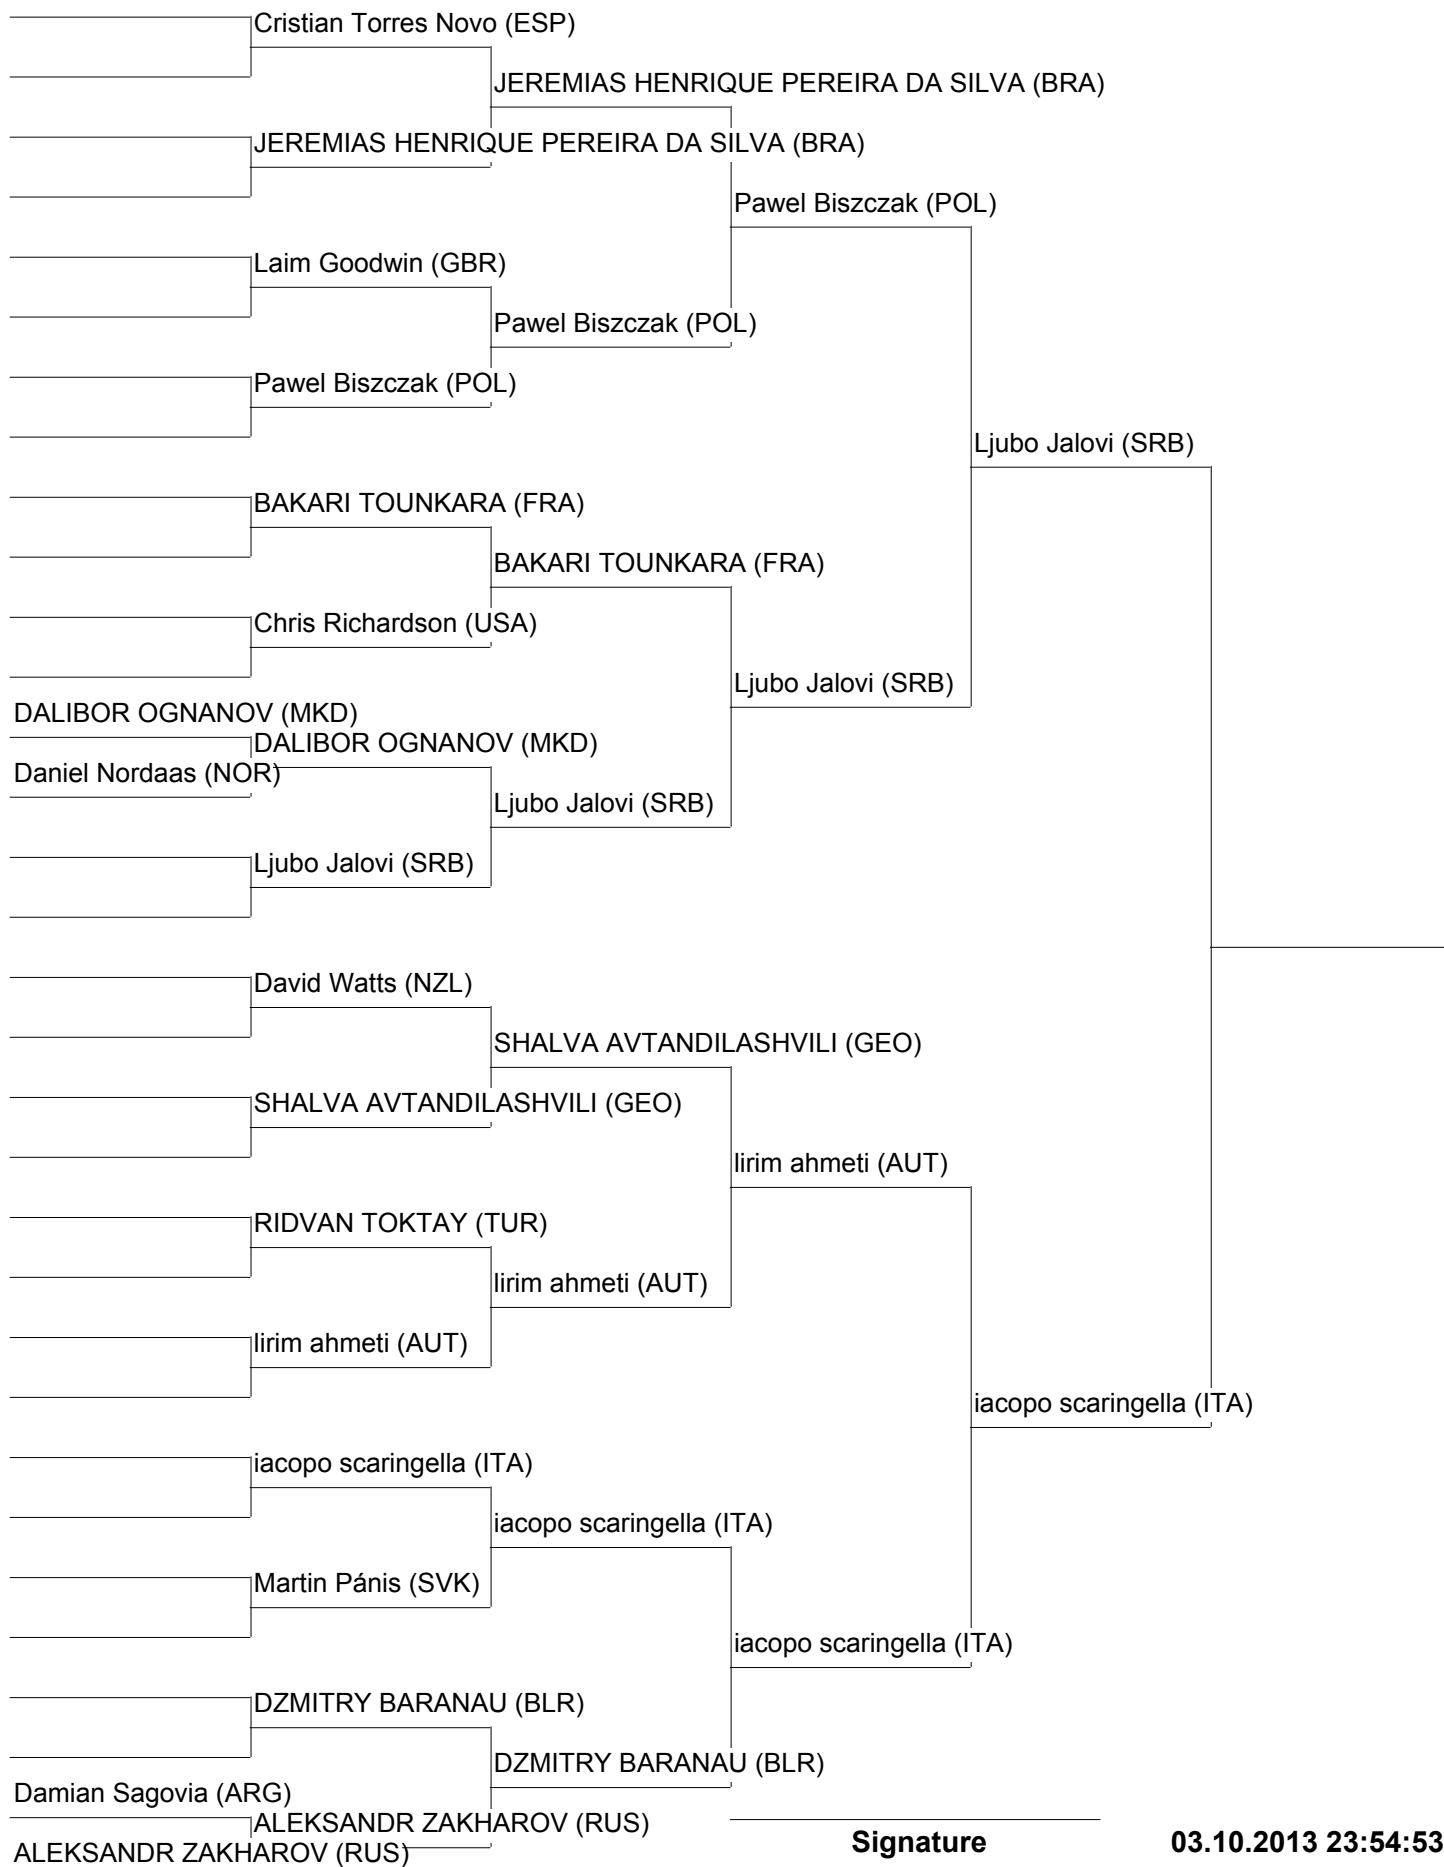 Cristian Torres Novo (ESP)
JEREMIAS HENRIQUE PEREIRA DA SILVA (BRA)
JEREMIAS HENRIQUE PEREIRA DA SILVA (BRA)
Pawel Biszczak (POL)
Laim Goodwin (GBR)
Pawel Biszczak (POL)
Pawel Biszczak (POL)
Ljubo Jalovi (SRB)
BAKARI TOUNKARA (FRA)
BAKARI TOUNKARA (FRA)
Chris Richardson (USA)
Ljubo Jalovi (SRB)
DALIBOR OGNANOV (MKD)
DALIBOR OGNANOV (MKD)
Daniel Nordaas (NOR)
Ljubo Jalovi (SRB)
Ljubo Jalovi (SRB)
David Watts (NZL)
SHALVA AVTANDILASHVILI (GEO)
SHALVA AVTANDILASHVILI (GEO)
lirim ahmeti (AUT)
RIDVAN TOKTAY (TUR)
lirim ahmeti (AUT)
lirim ahmeti (AUT)
iacopo scaringella (ITA)
iacopo scaringella (ITA)
iacopo scaringella (ITA)
Martin Pánis (SVK)
iacopo scaringella (ITA)
DZMITRY BARANAU (BLR)
DZMITRY BARANAU (BLR)
Damian Sagovia (ARG)
ALEKSANDR ZAKHAROV (RUS)
ALEKSANDR ZAKHAROV (RUS)
Signature 03.10.2013 23:54:53